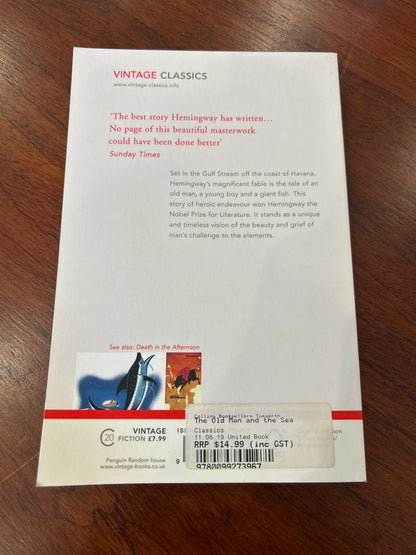 VINTAGE CLASSICS
www.vintage-classics.info
'The best story Hemingway has written...
No page of this beautiful masterwork
could have been done better'
Sunday Times
Set in the Gulf Stream off the coast of Havana,
Hemingway's magnificent fable is the tale of an
old man, a young boy and a giant fish. This
story of heroic endeavour won Hemingway the
Nobel Prize for Literature. It stands as a unique
and timeless vision of the beauty and grief of
man's challenge to the elements.
See also: Death in the Afternoon
Collins Booksellers Tamworth
The Old Man and the Sea
Classics
11.06.19 United Book
RRP $14.99 (inc GST)
9780099273967
C20
VINTAGE
FICTION £7.99
Penguin Random house
www.vintage-books.co.uk
ISB
9